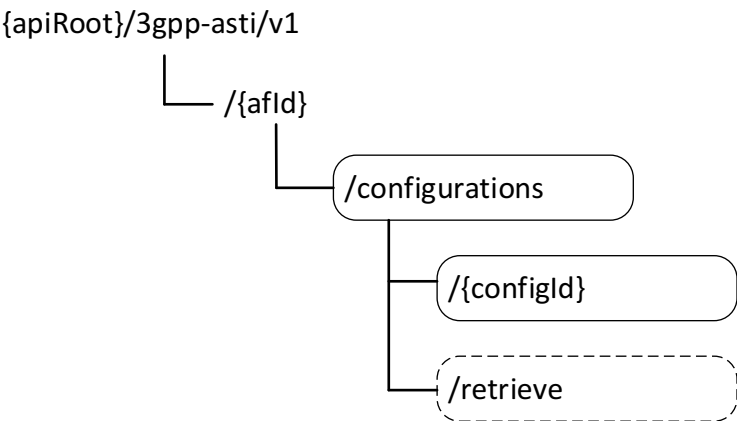 {apiRoot}/3gpp-asti/v1
/{afId}
/configurations
/{configId}
/retrieve